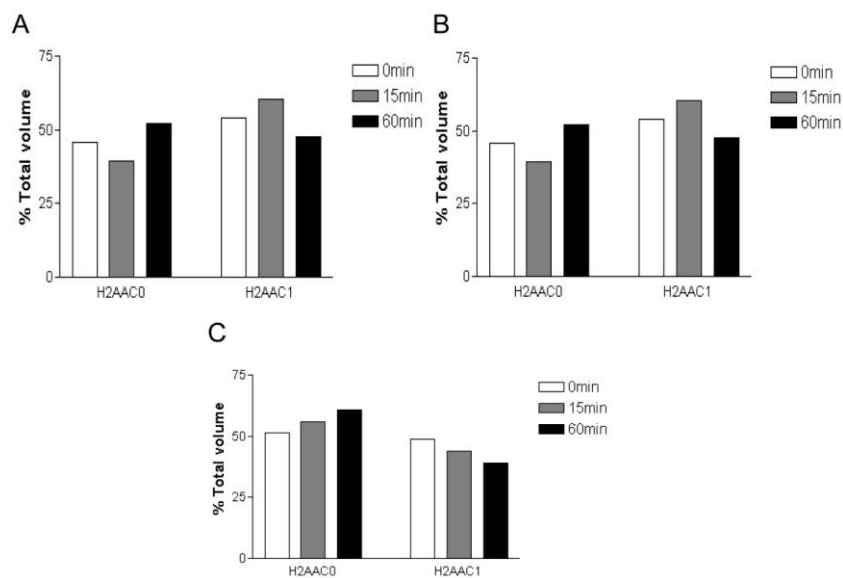 A
% Total volume
75
50
25
0
0min
15min
60min
H2AAC0
H2AAC1
B
% Total volume
75
50
25
0
0min
15min
60min
H2AAC0
H2AAC1
C
% Total volume
75
50
25
0
0min
15min
60min
H2AAC0
H2AAC1